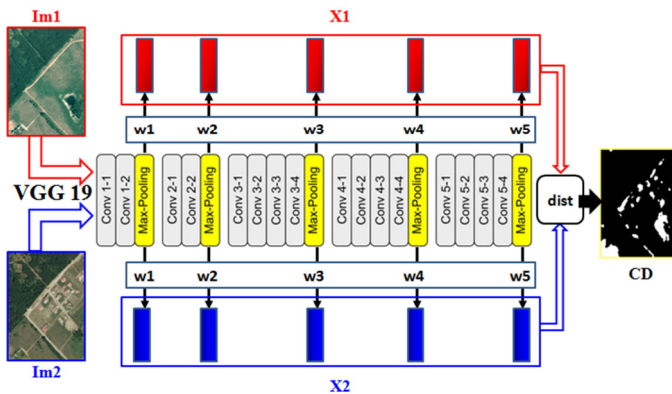 Im1
X1
w1 w2 w3 w4 w5
VGG 19
Conv 1-1
Conv 1-2
Max-Pooling
Conv 2-1
Conv 2-2
Max-Pooling
Conv 3-1
Conv 3-2
Conv 3-3
Conv 3-4
Max-Pooling
Conv 4-1
Conv 4-2
Conv 4-3
Conv 4-4
Max-Pooling
Conv 5-1
Conv 5-2
Conv 5-3
Conv 5-4
Max-Pooling
dist
CD
w1 w2 w3 w4 w5
Im2
X2